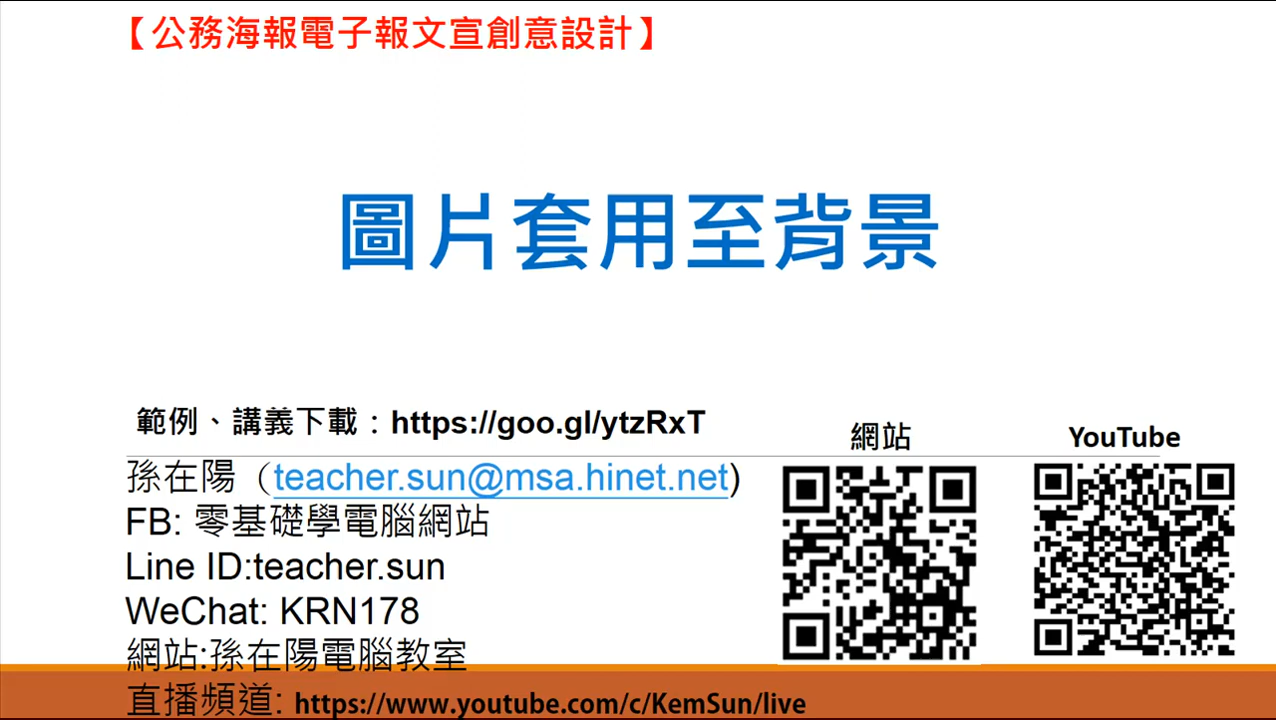 【公務海報電子報文宣創意設計】
圖片套用至背景
範例、講義下載：https://goo.gl/ytzRxT
網站
YouTube
孫在陽（teacher.sun@msa.hinet.net)
FB: 零基礎學電腦網站
Line ID:teacher.sun
WeChat: KRN178
網站:孫在陽電腦教室
直播頻道: https://www.youtube.com/c/KemSun/live